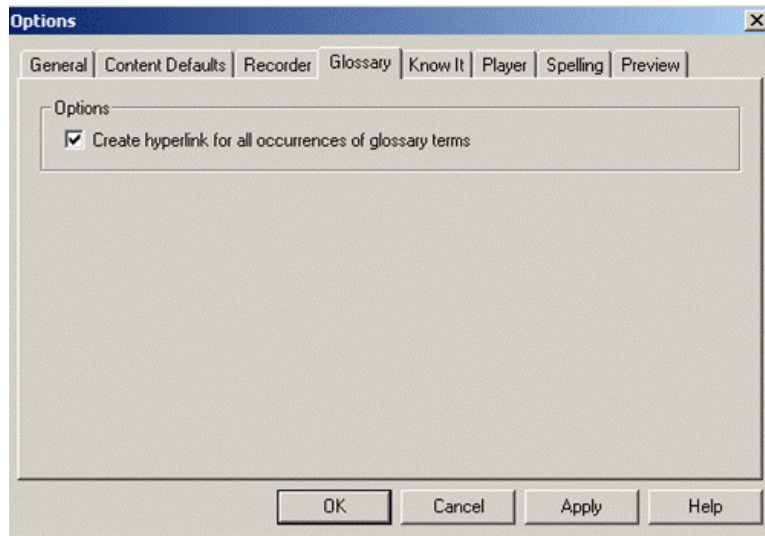 Options
General Content Defaults Recorder Glossary Know It Player Spelling Preview
Options
Create hyperlink for all occurrences of glossary terms
OK Cancel Apply Help